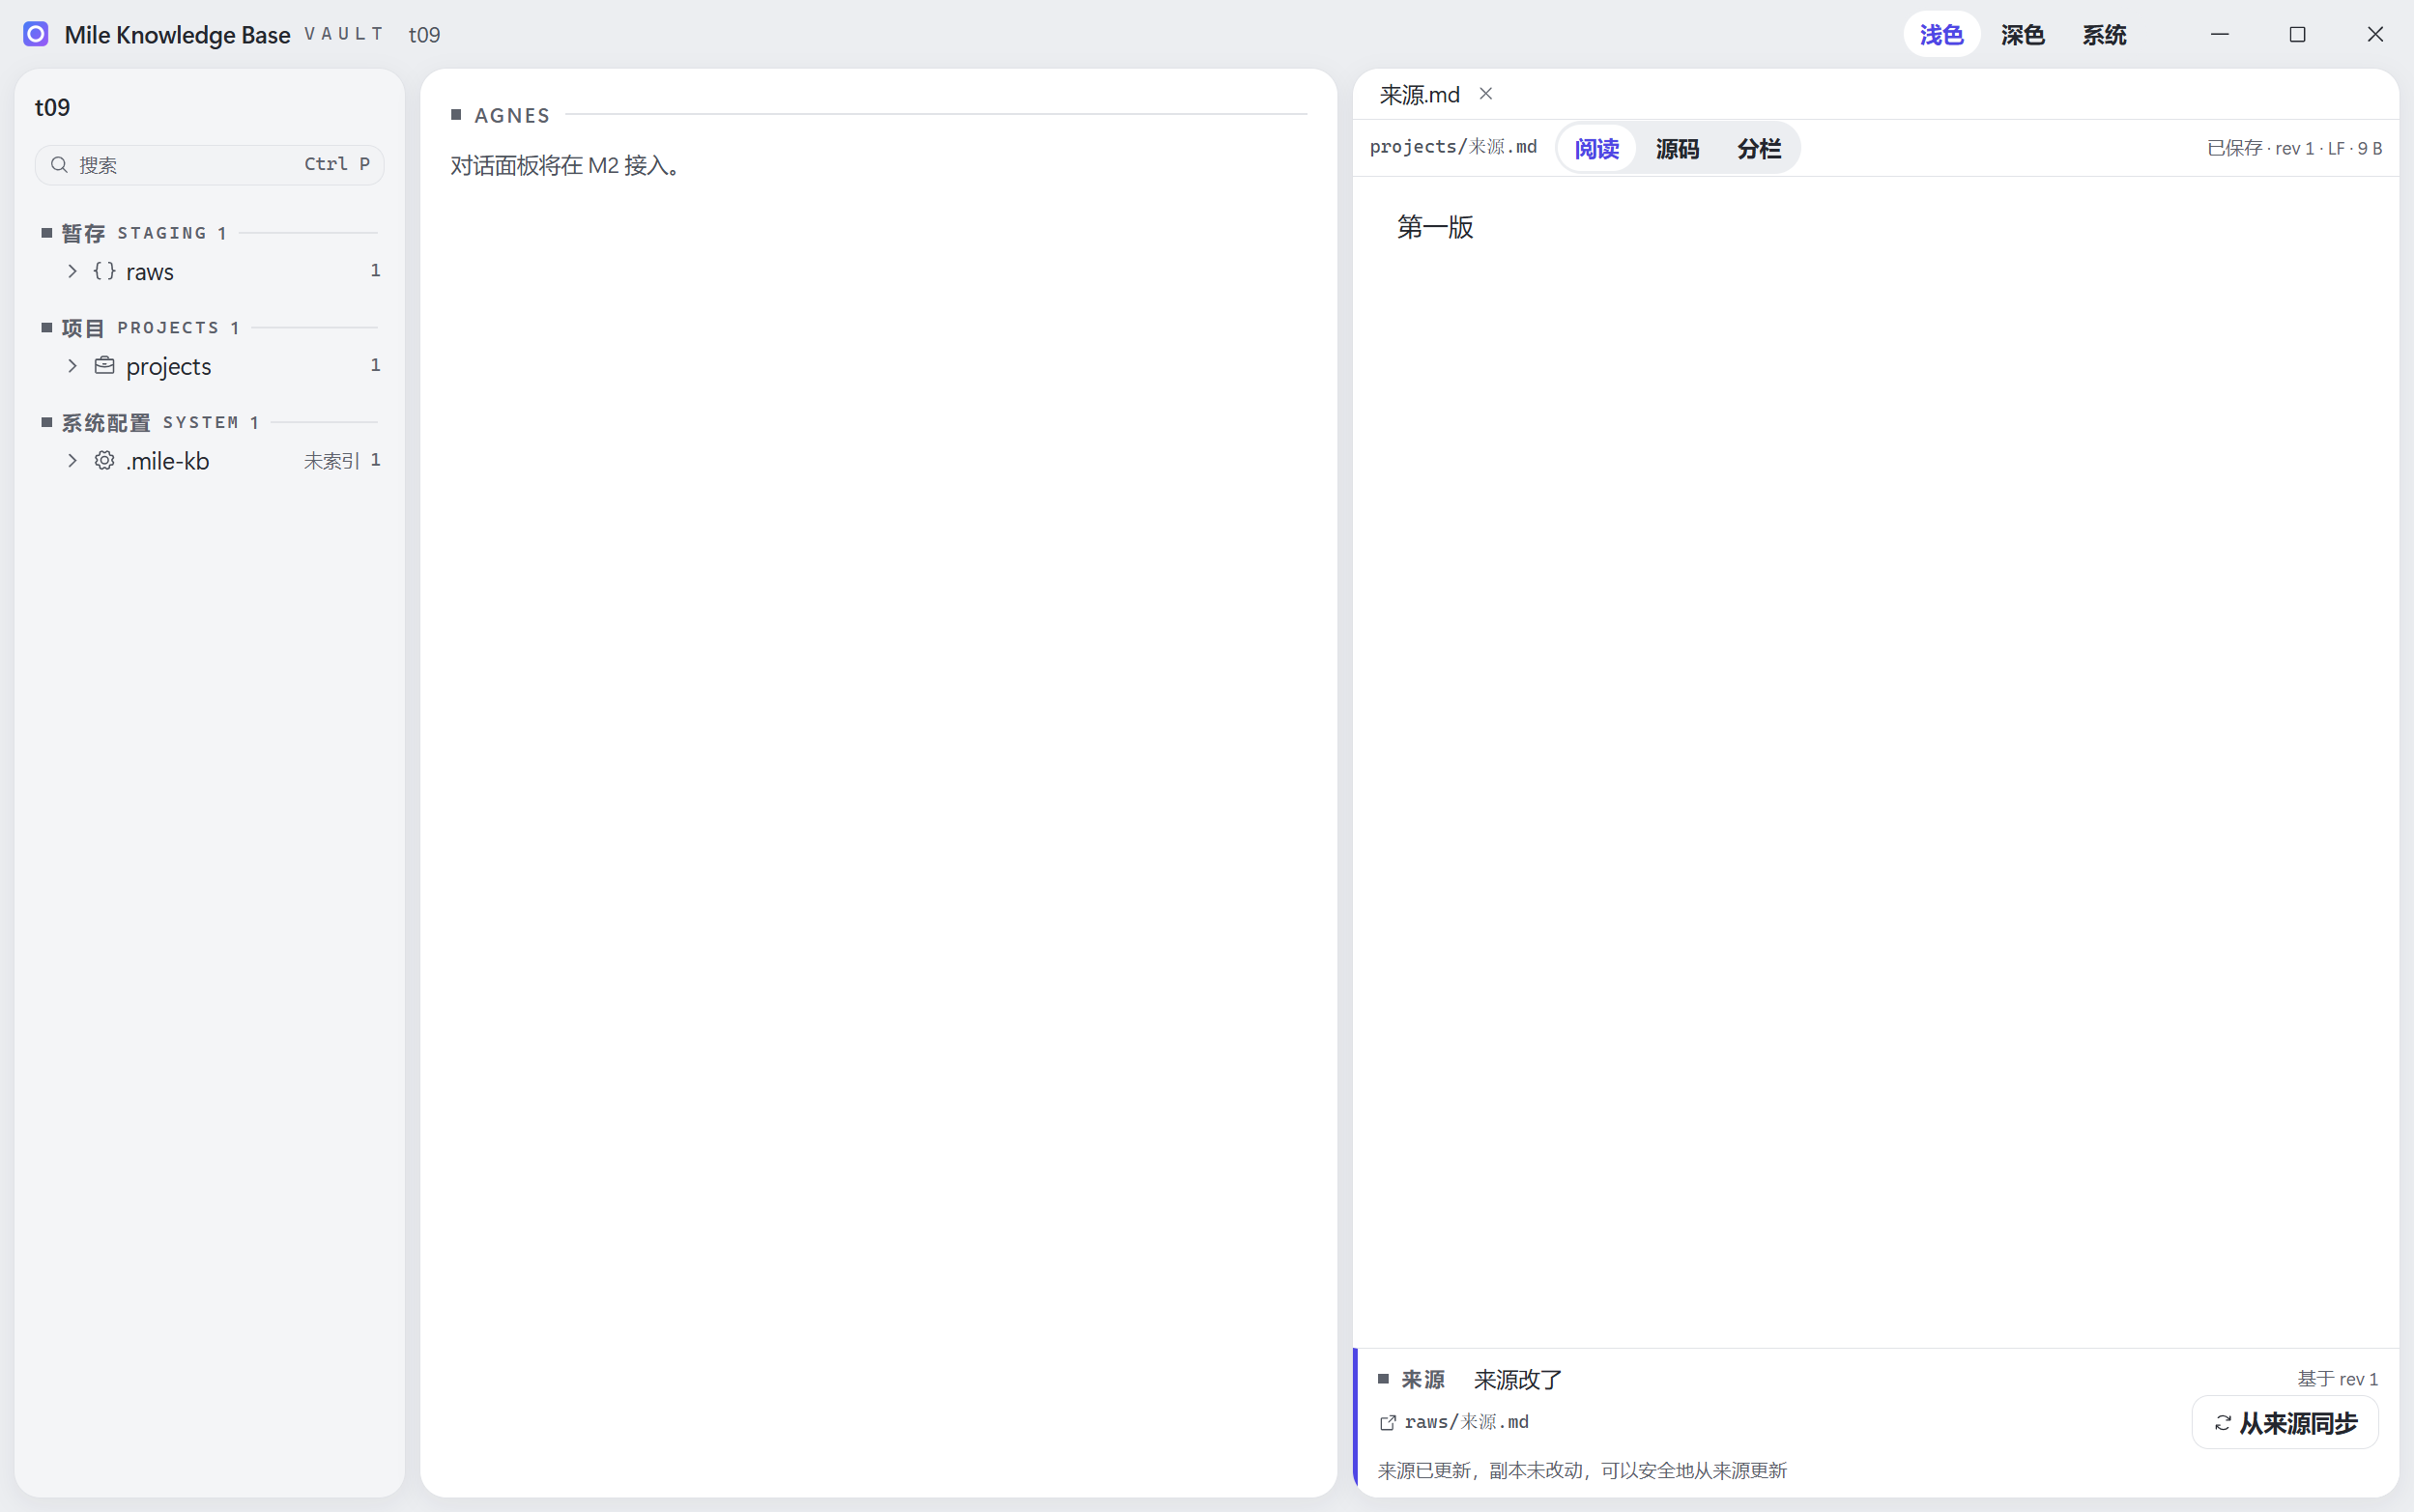 Mile Knowledge Base VAULT t09
浅色 深色 系统
t09
搜索 Ctrl P
暂存 STAGING 1
raws 1
项目 PROJECTS 1
projects 1
系统配置 SYSTEM 1
.mile-kb 未索引 1
AGNES
对话面板将在 M2 接入。
来源.md
projects/来源.md 阅读 源码 分栏 已保存 · rev 1 · LF · 9 B
第一版
来源 来源改了 基于 rev 1
raws/来源.md 从来源同步
来源已更新，副本未改动，可以安全地从来源更新